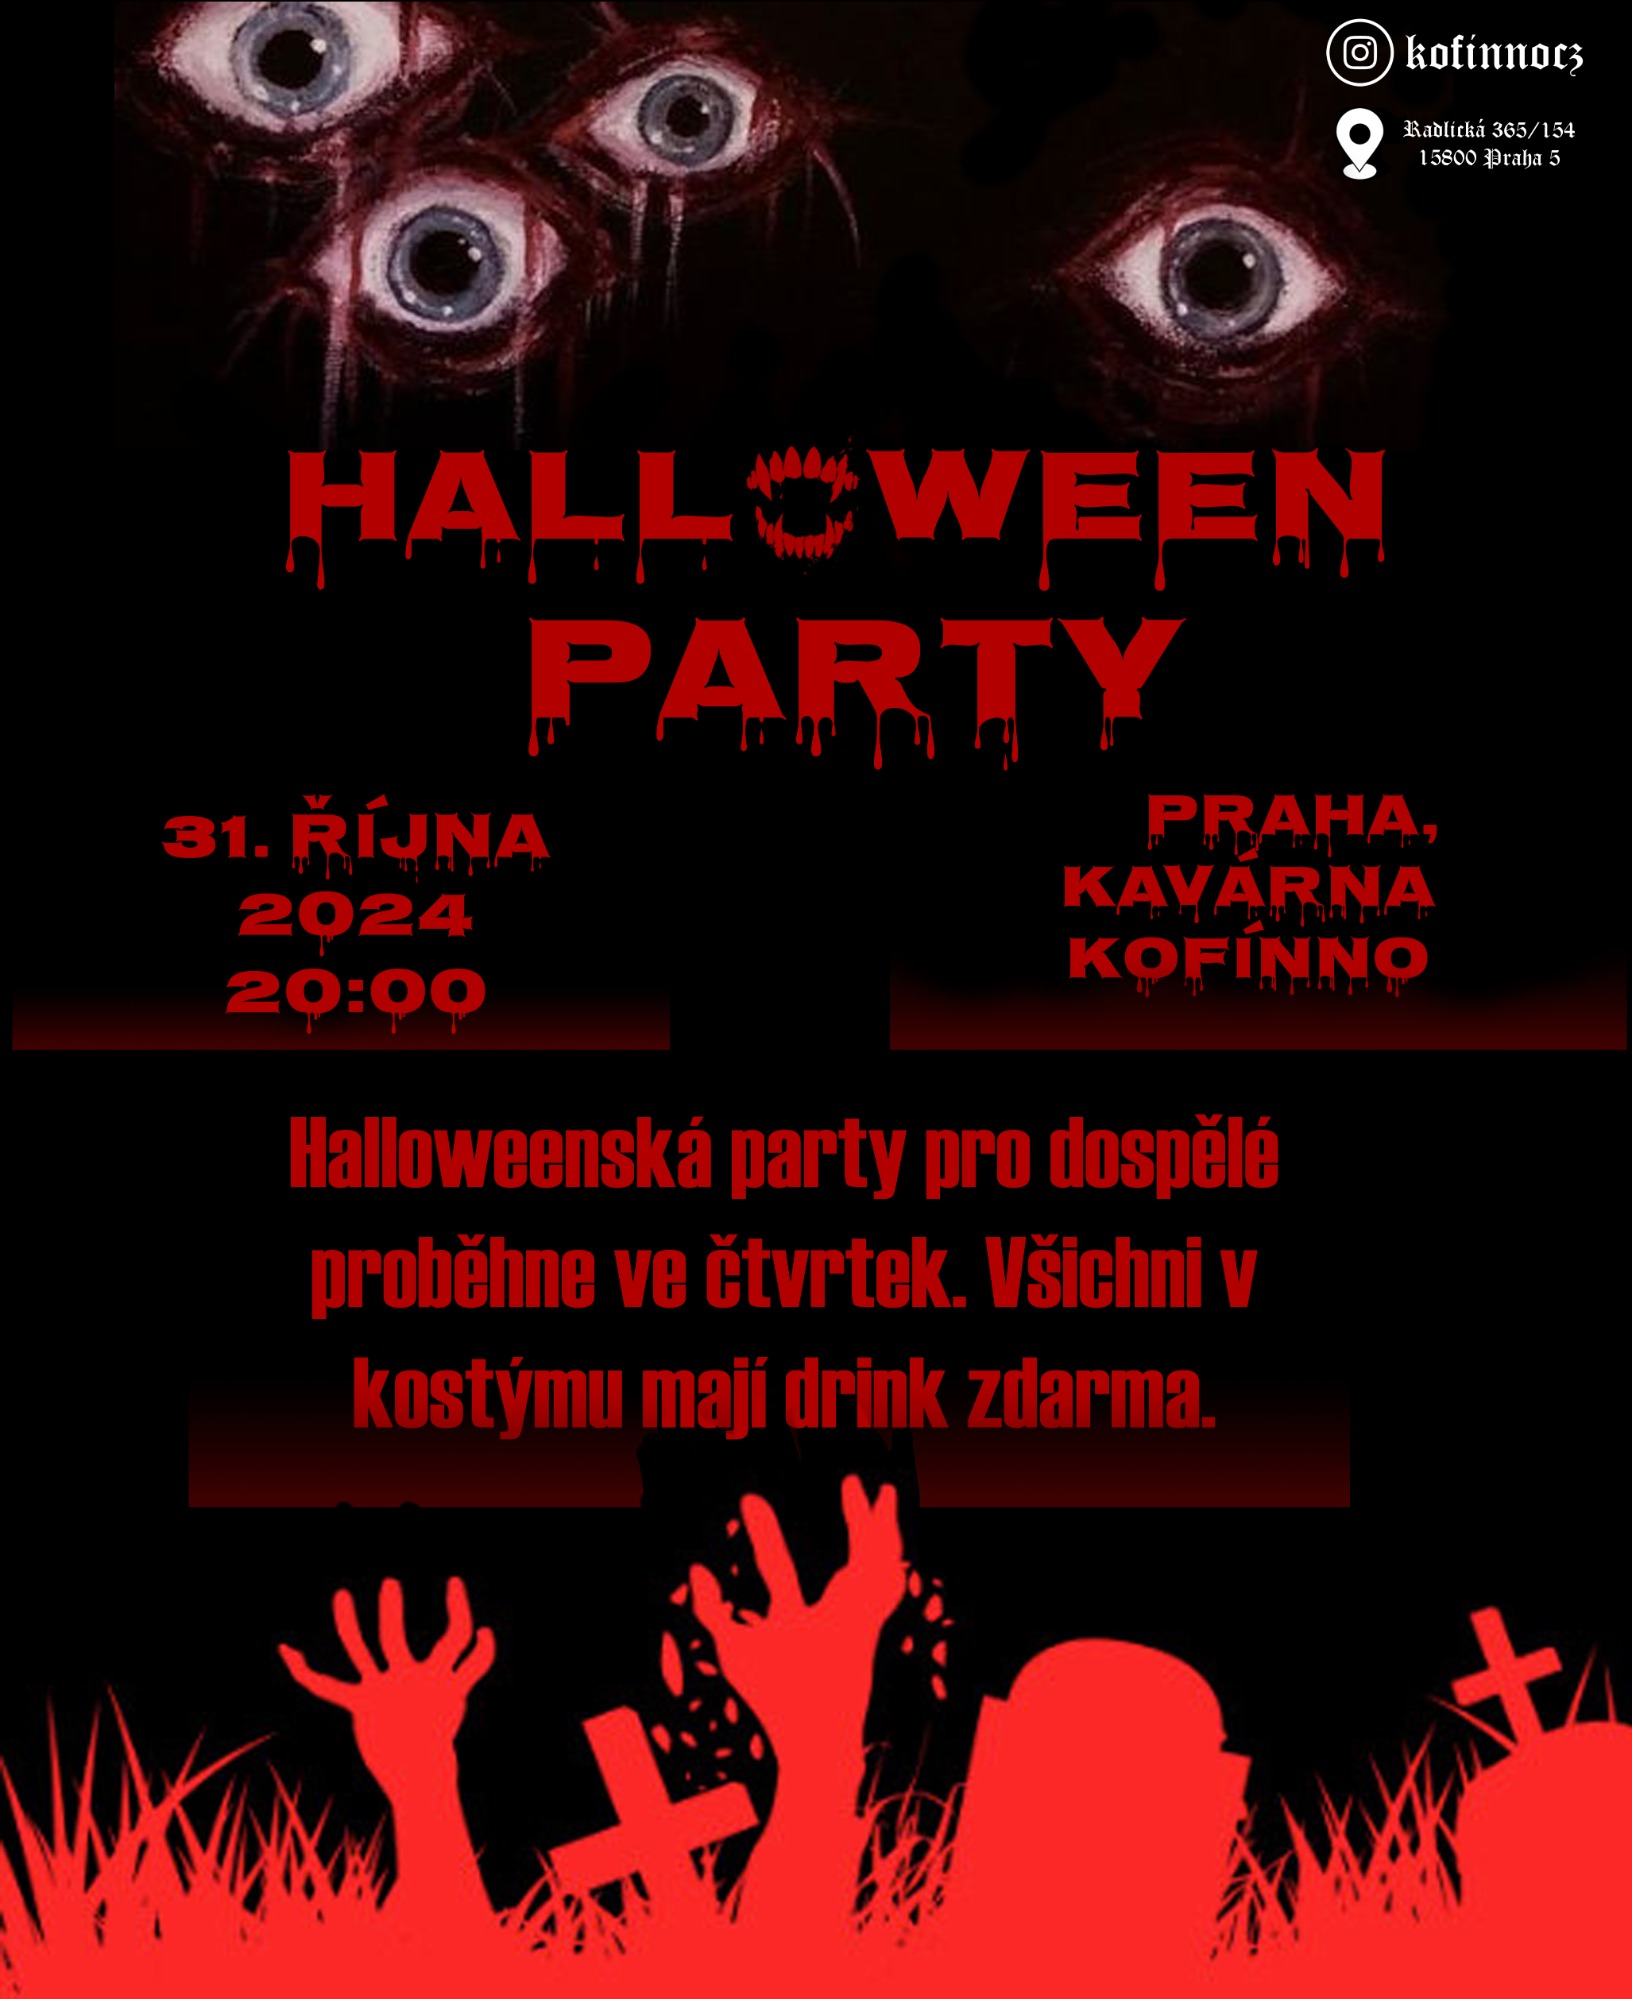 kofinnocz
Radlická 365/154
15800 Praha 5
HALLOWEEN
PARTY
31. ŘÍJNA
2024
20:00
PRAHA,
KAVÁRNA
KOFÍNNO
Halloweenská party pro dospělé
proběhne ve čtvrtek. Všichni v
kostýmu mají drink zdarma.